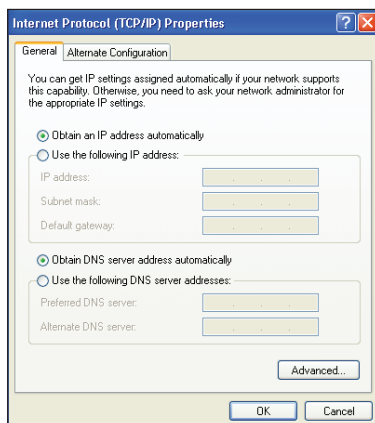 Internet Protocol (TCP/IP) Properties
General Alternate Configuration
You can get IP settings assigned automatically if your network supports
this capability. Otherwise, you need to ask your network administrator for
the appropriate IP settings.
Obtain an IP address automatically
Use the following IP address:
IP address:
Subnet mask:
Default gateway:
Obtain DNS server address automatically
Use the following DNS server addresses:
Preferred DNS server:
Alternate DNS server:
Advanced...
OK Cancel